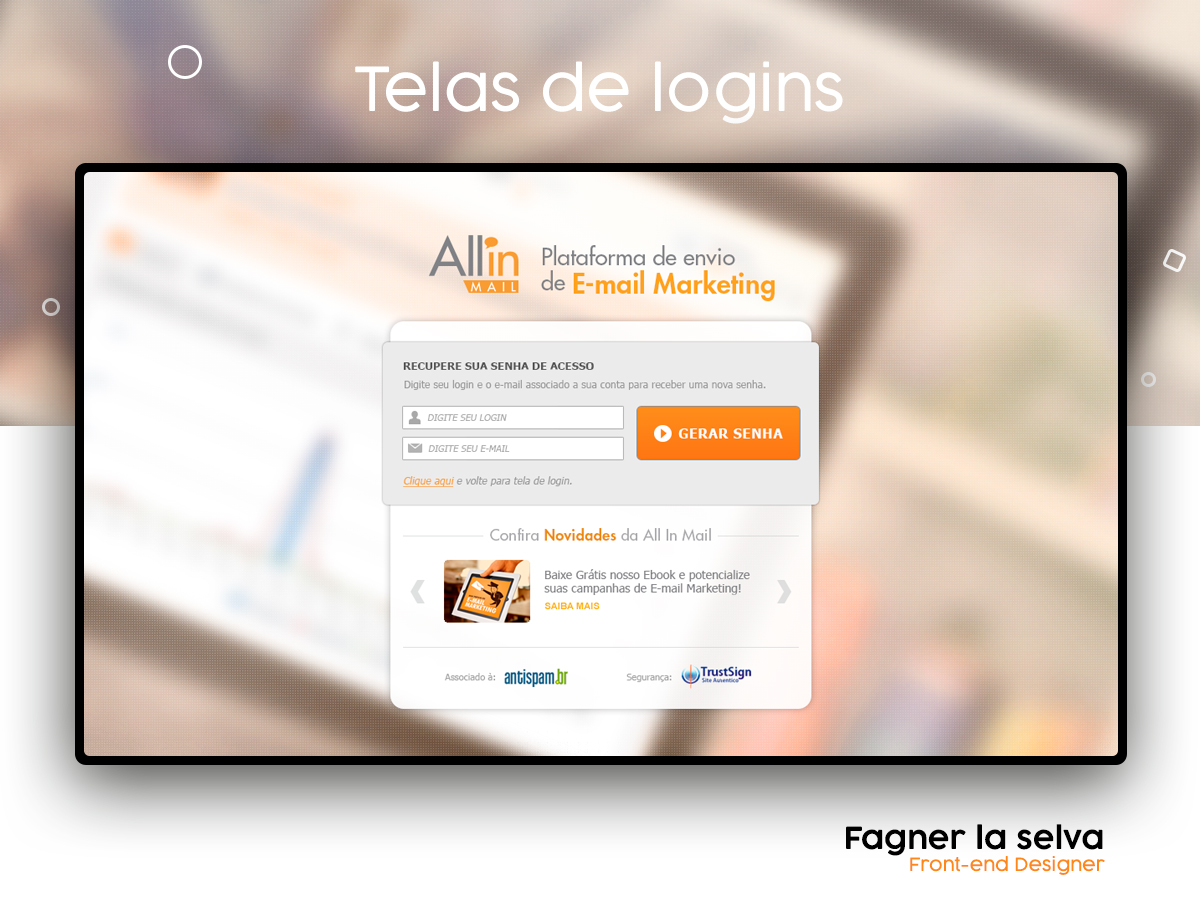 Telas de logins
All in
MAIL
Plataforma de envio
de E-mail Marketing
RECUPERE SUA SENHA DE ACESSO
Digite seu login e o e-mail associado a sua conta para receber uma nova senha.
DIGITE SEU LOGIN
DIGITE SEU E-MAIL
GERAR SENHA
Clique aqui e volte para tela de login.
Confira Novidades da All In Mail
E-MAIL
MARKETING
Baixe Grátis nosso Ebook e potencialize
suas campanhas de E-mail Marketing!
SAIBA MAIS
Associado à: antispam.br
Segurança: TrustSign
Site Autentico
Fagner la selva
Front-end Designer